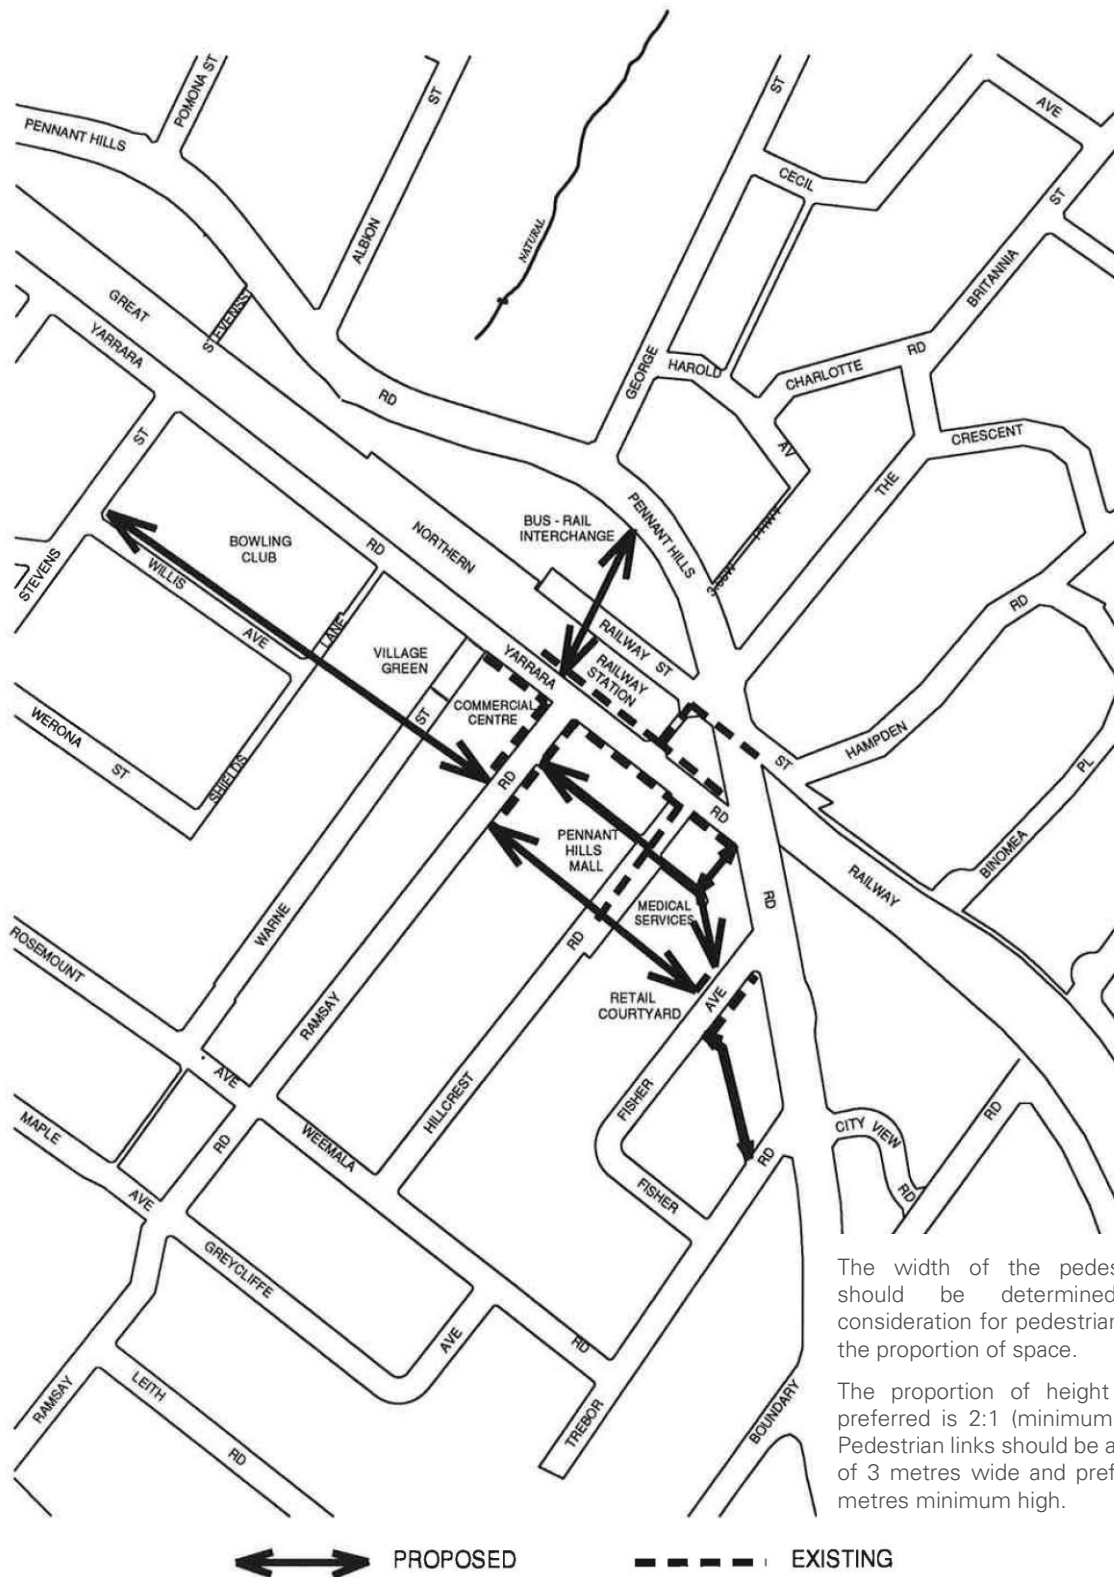 PENNANT HILLS
POMONA ST
ST
ALBION
NATURAL
ST
GEORGE
CECIL
AVE
ST
BRITANNIA
HAROLD
AV
CHARLOTTE
RD
CRESCENT
THE
GREAT
STEVENSS
YARRARA
RD
ST
NORTHERN
BUS - RAIL
INTERCHANGE
PENNANT HILLS
BOWLING
CLUB
RD
STEVENS
WILLIS
AVE
LANE
RAILWAY ST
RAILWAY
STATION
YARRARA
VILLAGE
GREEN
COMMERCIAL
CENTRE
ST
RD
WERONA
ST
SHIELDS
RD
HAMPDEN
ST
PL
BINOMEA
RD
RAILWAY
PENNANT
HILLS
MALL
MEDICAL
SERVICES
RD
RD
RETAIL
COURTYARD
AVE
ROSEMOUNT
WARNE
RAMSAY
AVE
HILLCREST
FISHER
FISHER
RD
CITY VIEW
RD
RD
MAPLE
AVE
RD
WEEMALA
GREYCLIFFE
AVE
RD
RAMSAY
LEITH
RD
TREBOR
BOUNDARY
The width of the pedes
should be determined
consideration for pedestrian
the proportion of space.
The proportion of height
preferred is 2:1 (minimum
Pedestrian links should be a
of 3 metres wide and pref
metres minimum high.
PROPOSED
EXISTING